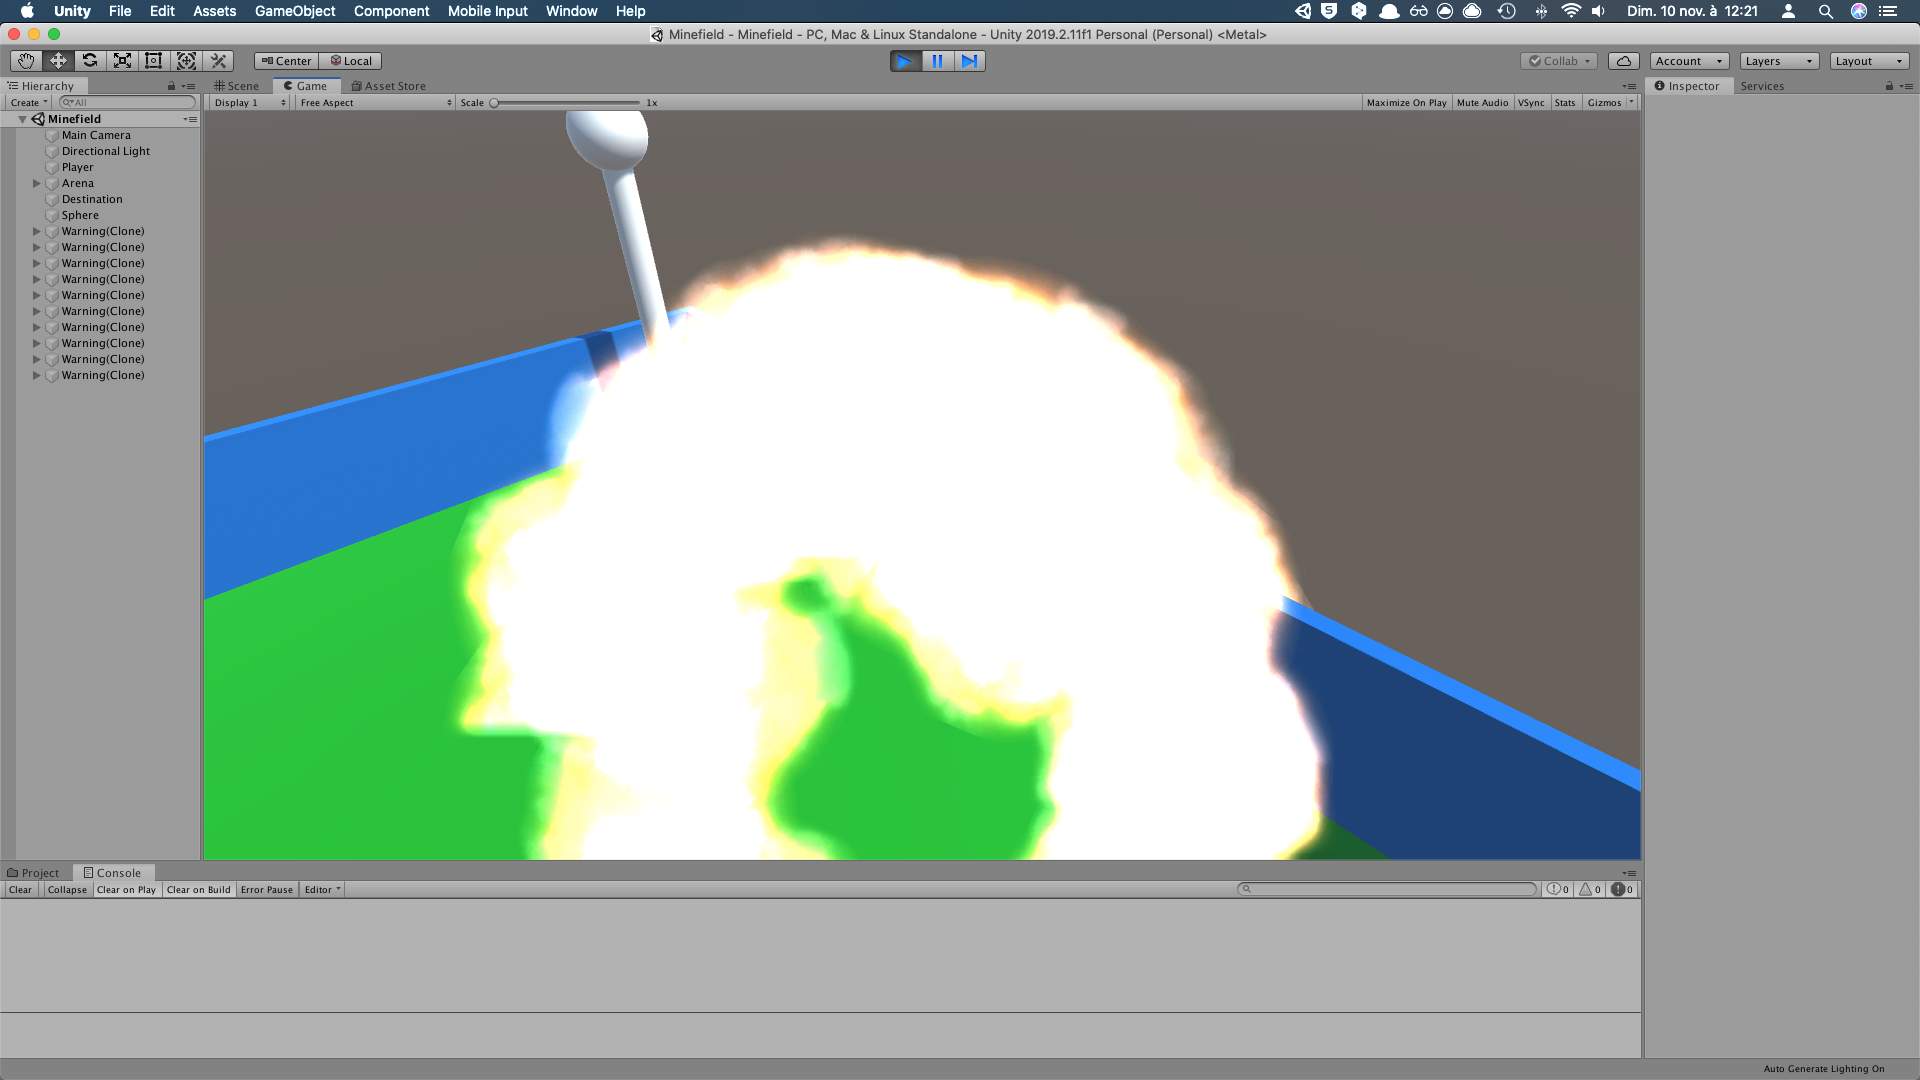 Unity File Edit Assets GameObject Component Mobile Input Window Help Dim. 10 nov. à 12:21
Minefield - Minefield - PC, Mac & Linux Standalone - Unity 2019.2.11f1 Personal (Personal) <Metal>
Center Local Collab Account Layers Layout
Hierarchy Scene Game Asset Store Inspector Services
Create All Display 1 Free Aspect Scale 1x Maximize On Play Mute Audio VSync Stats Gizmos
Minefield
Main Camera
Directional Light
Player
Arena
Destination
Sphere
Warning(Clone)
Warning(Clone)
Warning(Clone)
Warning(Clone)
Warning(Clone)
Warning(Clone)
Warning(Clone)
Warning(Clone)
Warning(Clone)
Warning(Clone)
Project Console
Clear Collapse Clear on Play Clear on Build Error Pause Editor 0 0 0
Auto Generate Lighting On